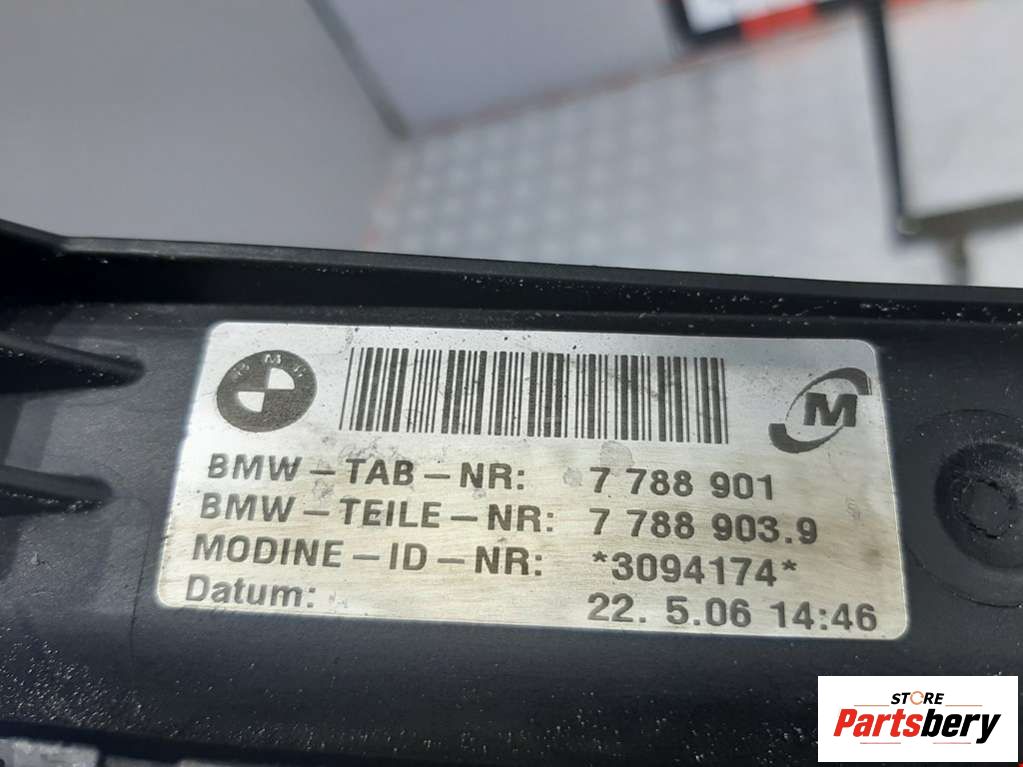 BMW
M
BMW-TAB-NR: 7 788 901
BMW-TEILE-NR: 7 788 903.9
MODINE-ID-NR: *3094174*
Datum: 22. 5.06 14:46
STORE
Partsbery